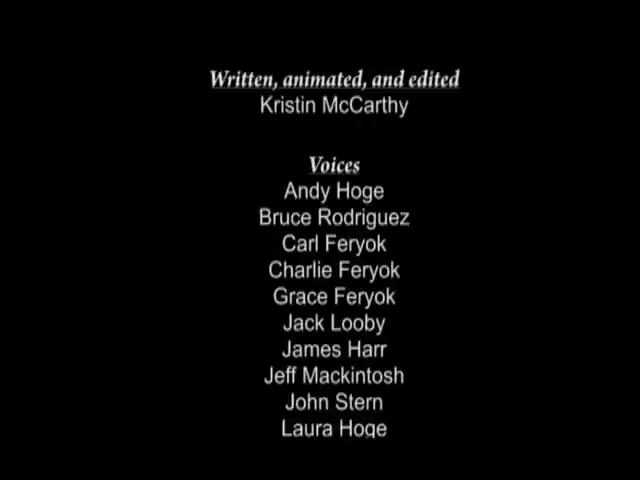 Written, animated, and edited
Kristin McCarthy
Voices
Andy Hoge
Bruce Rodriguez
Carl Feryok
Charlie Feryok
Grace Feryok
Jack Looby
James Harr
Jeff Mackintosh
John Stern
Laura Hoge